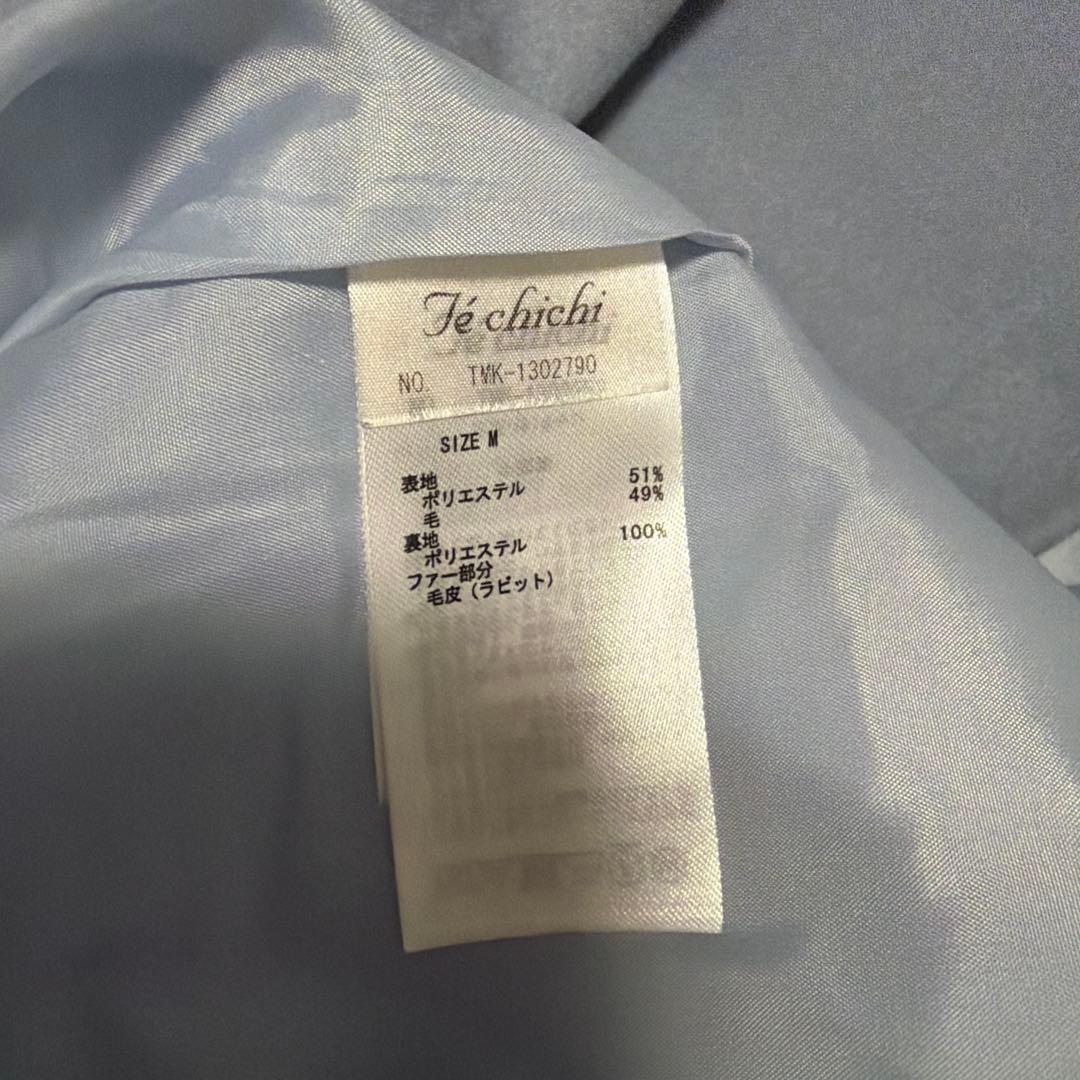 Té chichi
NO. TMK-1302790
SIZE M
表地
ポリエステル 51%
毛 49%
裏地
ポリエステル 100%
ファー部分
毛皮（ラビット）